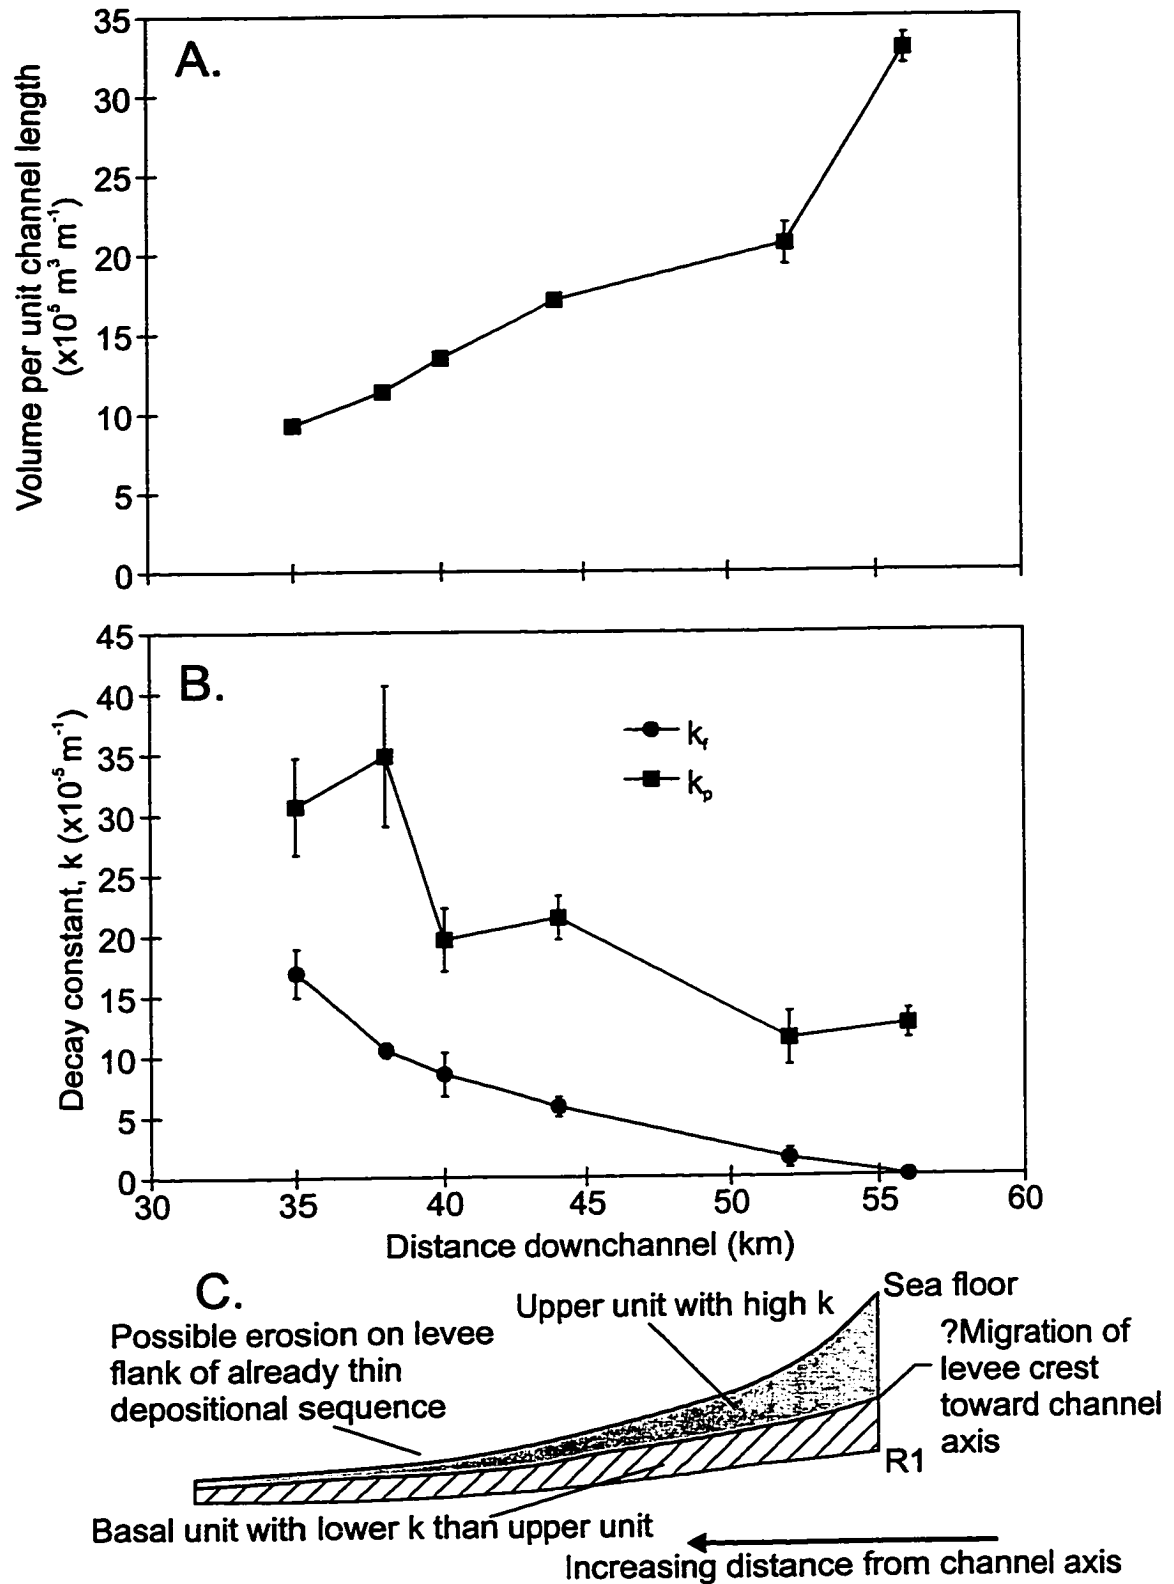 A.
Volume per unit channel length
(x10⁵ m³ m⁻¹)
35
30
25
20
15
10
5
0
B.
Decay constant, k (x10⁻⁵ m⁻¹)
45
40
35
30
25
20
15
10
5
0
k_f
k_p
30 35 40 45 50 55 60
Distance downchannel (km)
C.
Sea floor
Upper unit with high k
Possible erosion on levee
flank of already thin
depositional sequence
?Migration of
levee crest
toward channel
axis
R1
Basal unit with lower k than upper unit
Increasing distance from channel axis